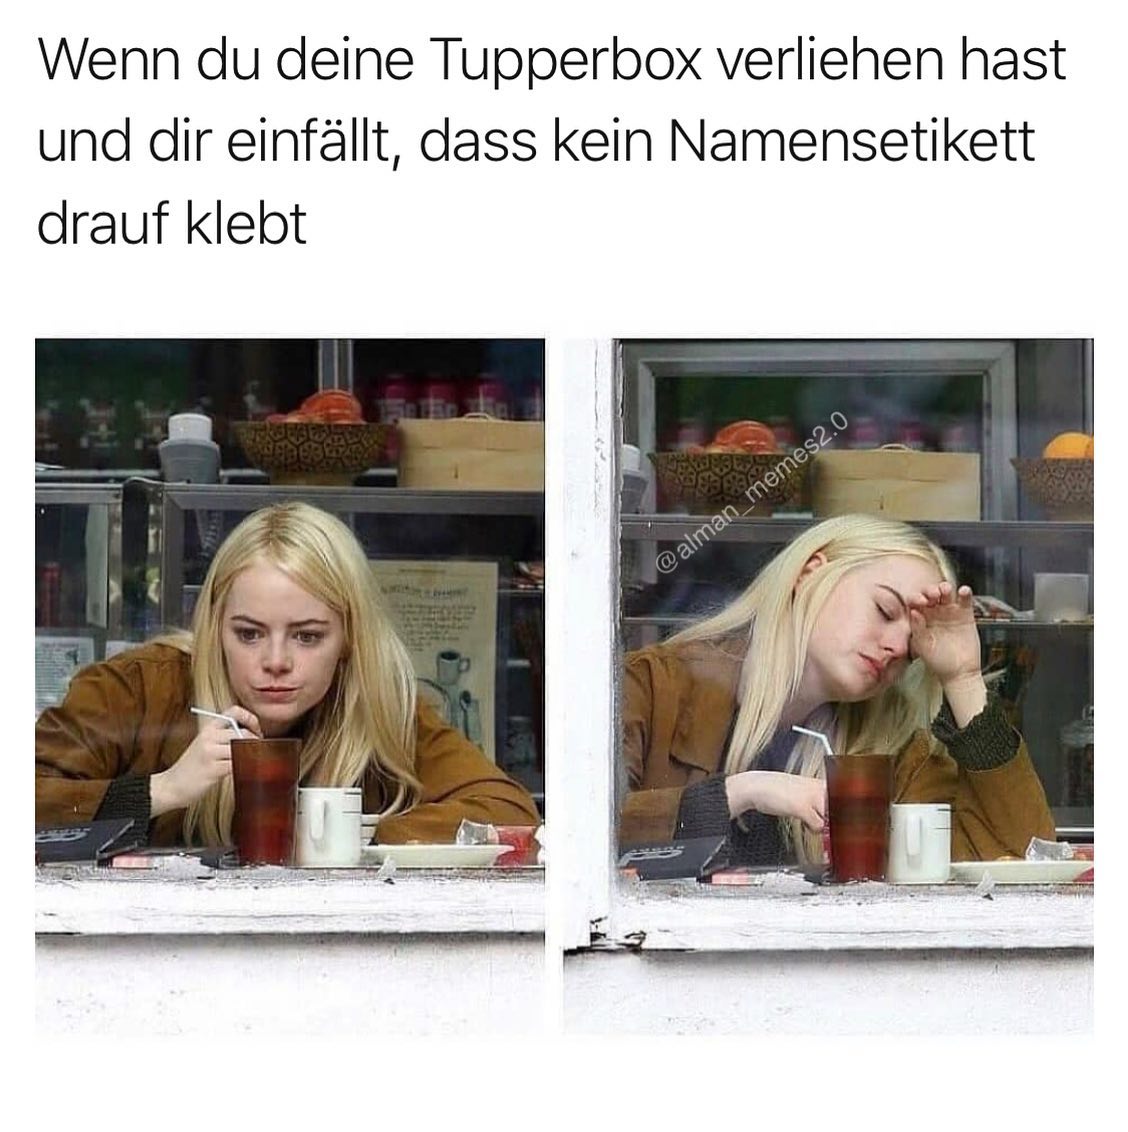 Wenn du deine Tupperbox verliehen hast
und dir einfällt, dass kein Namensetikett
drauf klebt
@alman_memes2.0